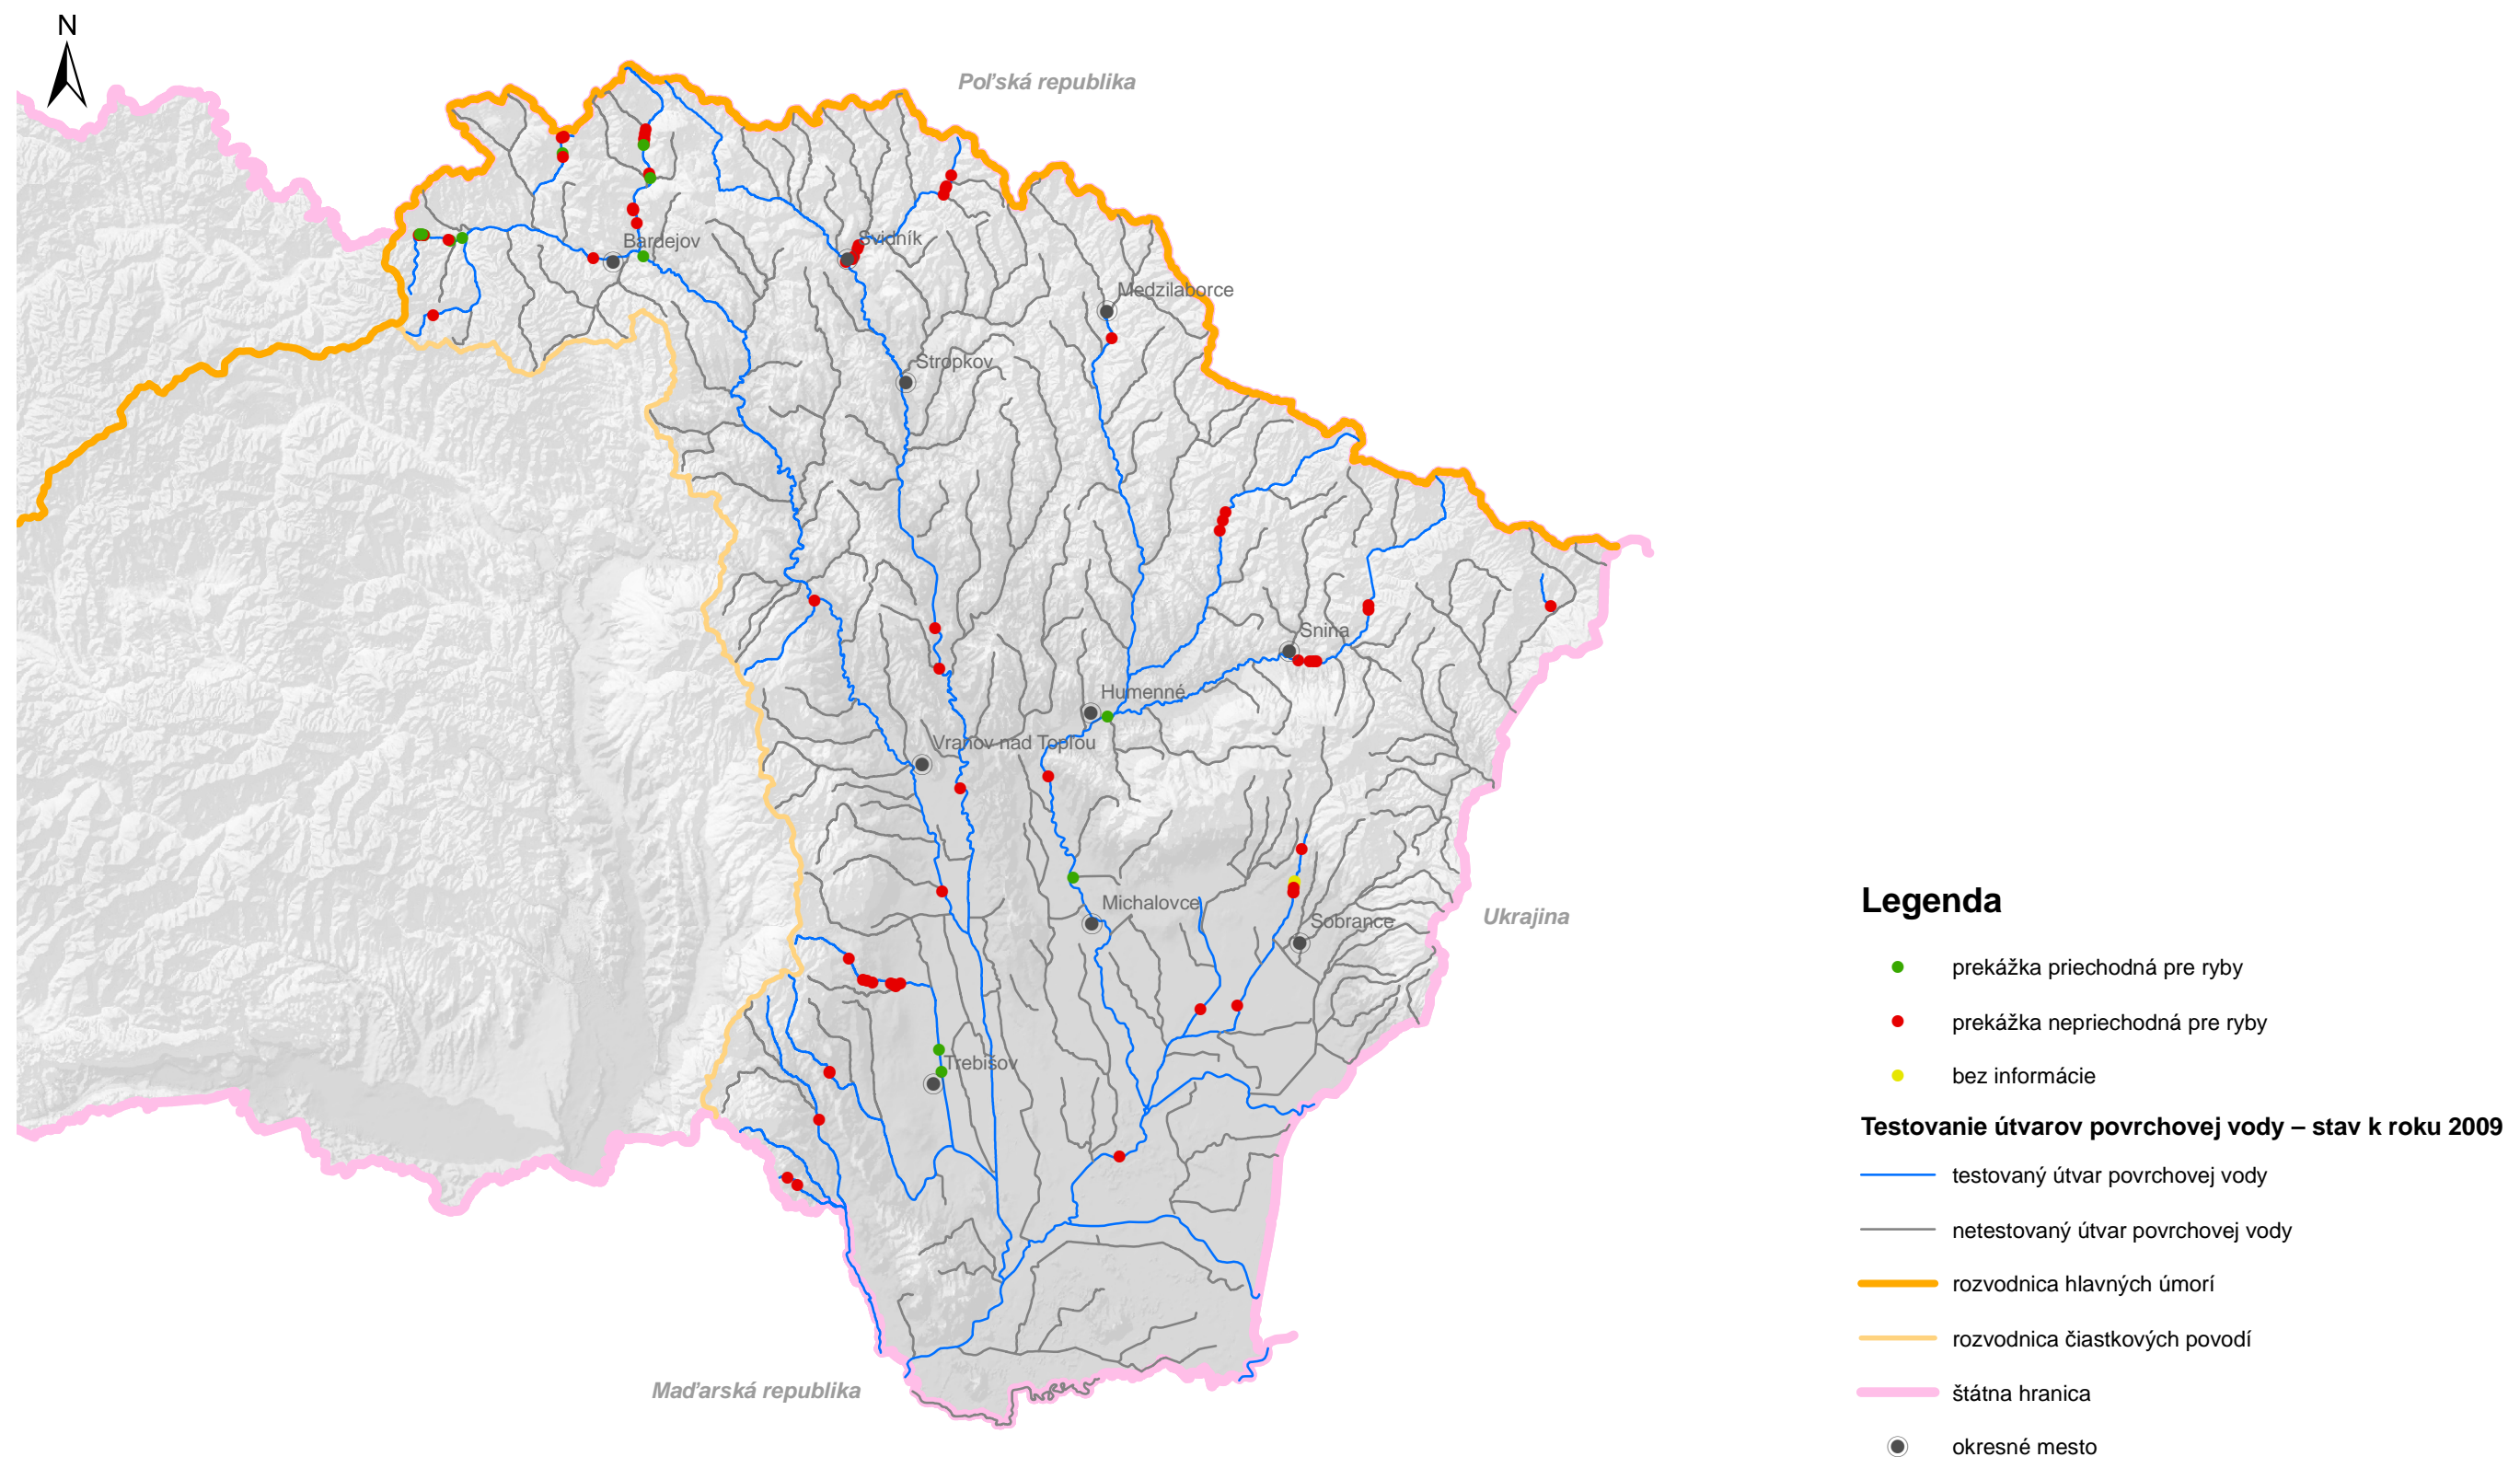 N
Poľská republika
Bardejov
Svidník
Medzilaborce
Stropkov
Snina
Humenné
Vranov nad Topľou
Michalovce
Sobrance
Ukrajina
Trebišov
Maďarská republika
Legenda
prekážka priechodná pre ryby
prekážka nepriechodná pre ryby
bez informácie
Testovanie útvarov povrchovej vody – stav k roku 2009
testovaný útvar povrchovej vody
netestovaný útvar povrchovej vody
rozvodnica hlavných úmorí
rozvodnica čiastkových povodí
štátna hranica
okresné mesto